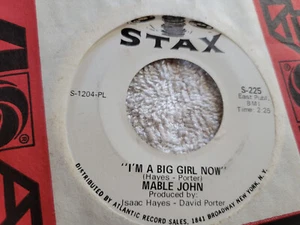 STAX
S-1204-PL
S-225
East Publ.
BMI
Time: 2:25
"I'M A BIG GIRL NOW"
(Hayes - Porter)
MABLE JOHN
Produced by:
Isaac Hayes - David Porter
DISTRIBUTED BY ATLANTIC RECORD SALES, 1841 BROADWAY, NEW YORK, N.Y.